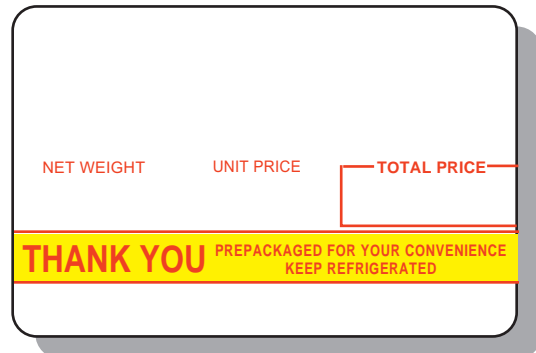 NET WEIGHT UNIT PRICE TOTAL PRICE
THANK YOU PREPACKAGED FOR YOUR CONVENIENCE
KEEP REFRIGERATED